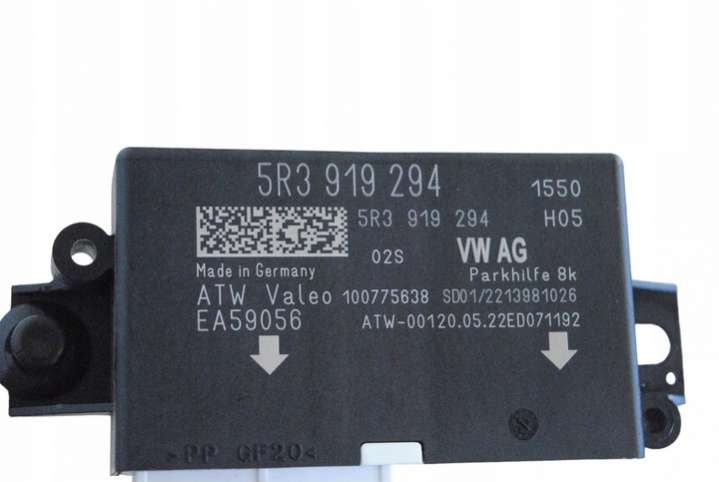 5R3 919 294 1550
5R3 919 294 H05
02S VW AG
Made in Germany Parkhilfe 8k
ATW Valeo 100775638 SD01/2213981026
EA59056 ATW-00120.05.22ED071192
>PP GF20<